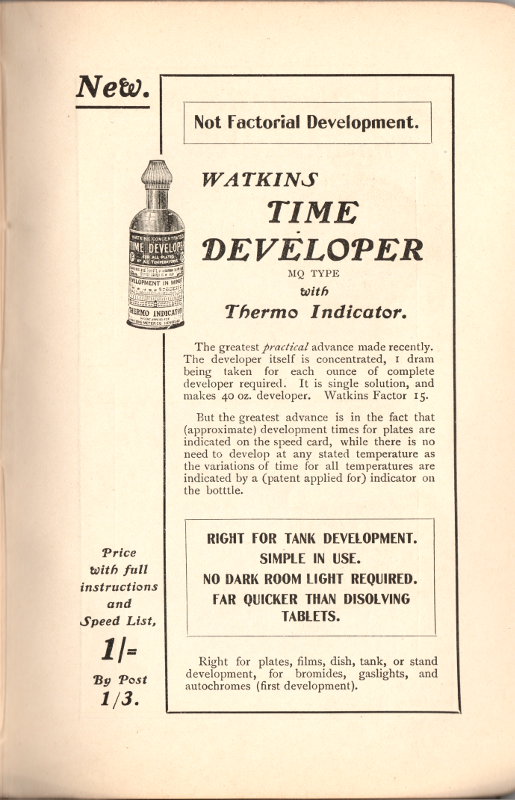 New.
Not Factorial Development.
WATKINS
TIME
DEVELOPER
MQ TYPE
with
Thermo Indicator.
TIME DEVELOPER
FOR ALL PLATES
AT ALL TEMPERATURES
DEVELOPMENT IN MINUTES
THERMO INDICATOR
The greatest practical advance made recently.
The developer itself is concentrated, 1 dram
being taken for each ounce of complete
developer required. It is single solution, and
makes 40 oz. developer. Watkins Factor 15.
But the greatest advance is in the fact that
(approximate) development times for plates are
indicated on the speed card, while there is no
need to develop at any stated temperature as
the variations of time for all temperatures are
indicated by a (patent applied for) indicator on
the botttle.
RIGHT FOR TANK DEVELOPMENT.
SIMPLE IN USE.
NO DARK ROOM LIGHT REQUIRED.
FAR QUICKER THAN DISOLVING
TABLETS.
Price
with full
instructions
and
Speed List,
1/=
By Post
1/3.
Right for plates, films, dish, tank, or stand
development, for bromides, gaslights, and
autochromes (first development).